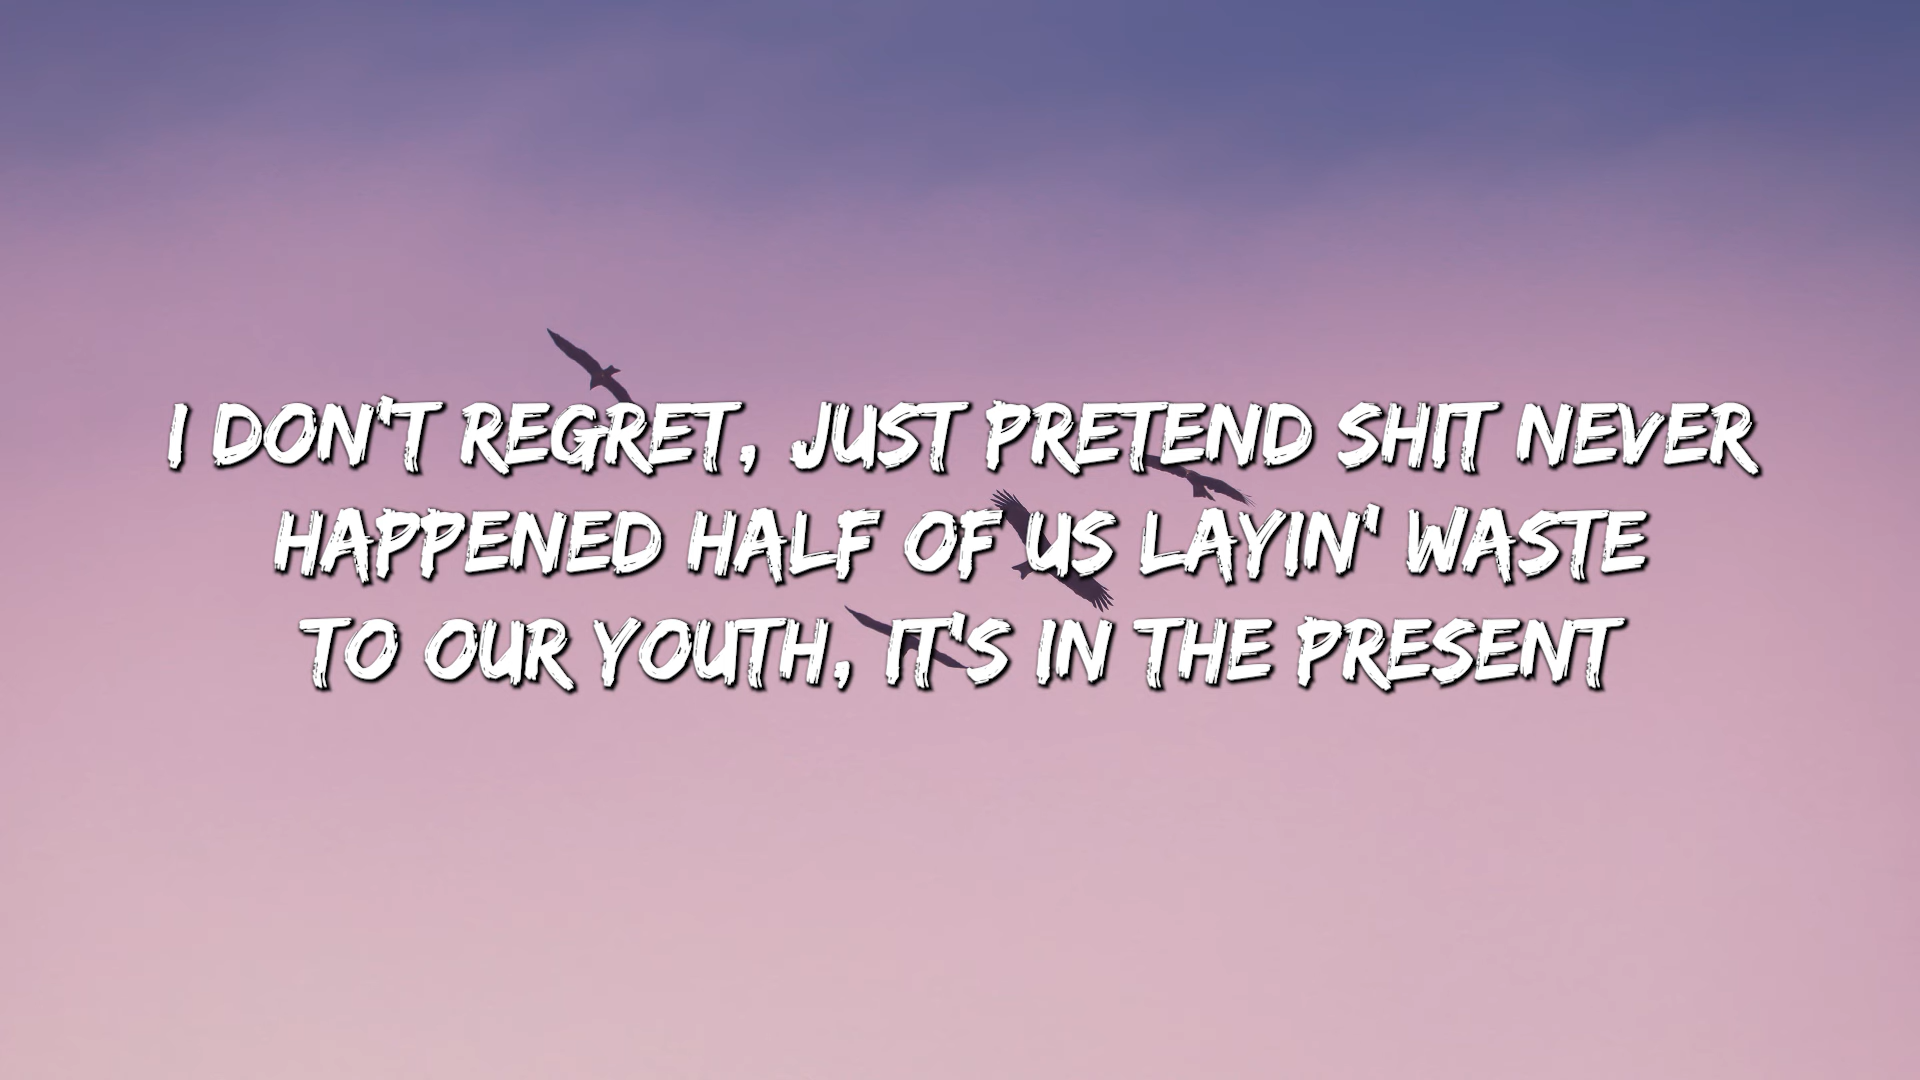 I DON'T REGRET, JUST PRETEND SHIT NEVER
HAPPENED HALF OF US LAYIN' WASTE
TO OUR YOUTH, IT'S IN THE PRESENT